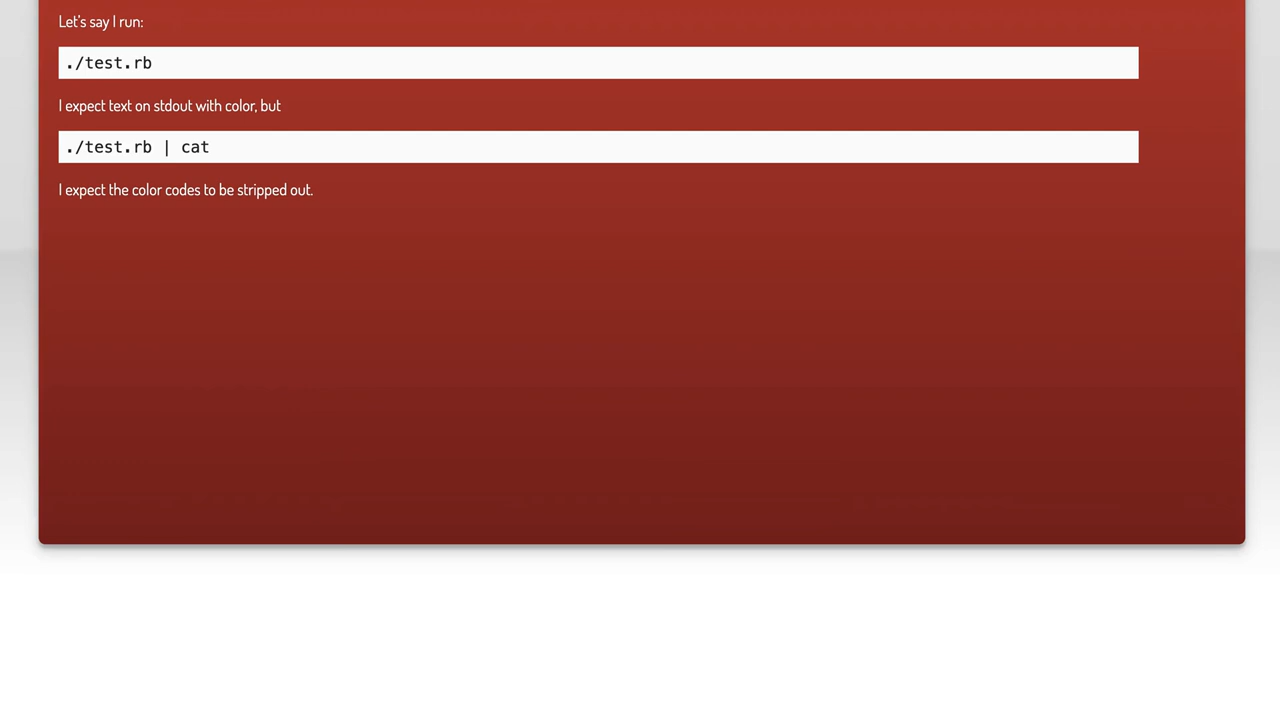 Let's say I run:
./test.rb
I expect text on stdout with color, but
./test.rb | cat
I expect the color codes to be stripped out.